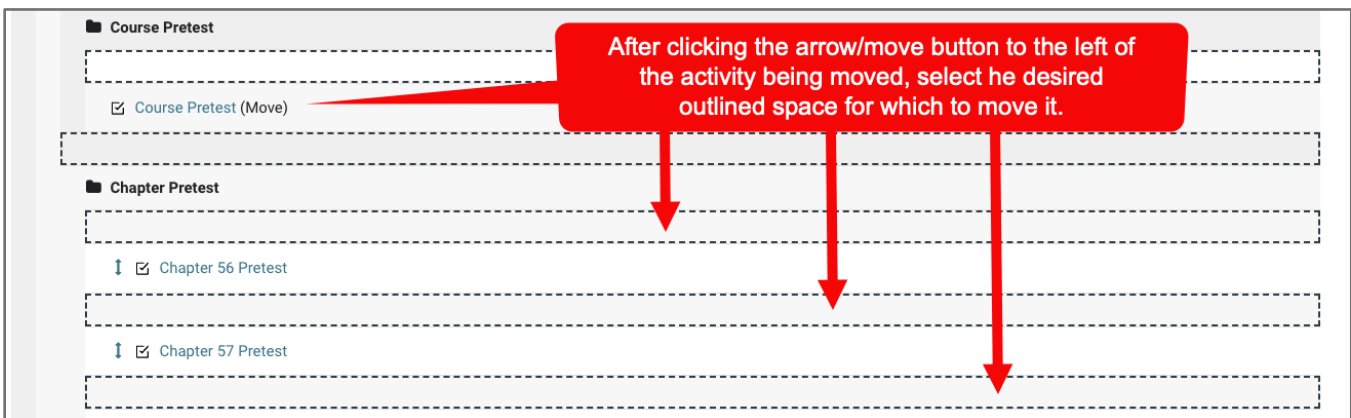 Course Pretest
After clicking the arrow/move button to the left of
the activity being moved, select he desired
outlined space for which to move it.
Course Pretest (Move)
Chapter Pretest
Chapter 56 Pretest
Chapter 57 Pretest